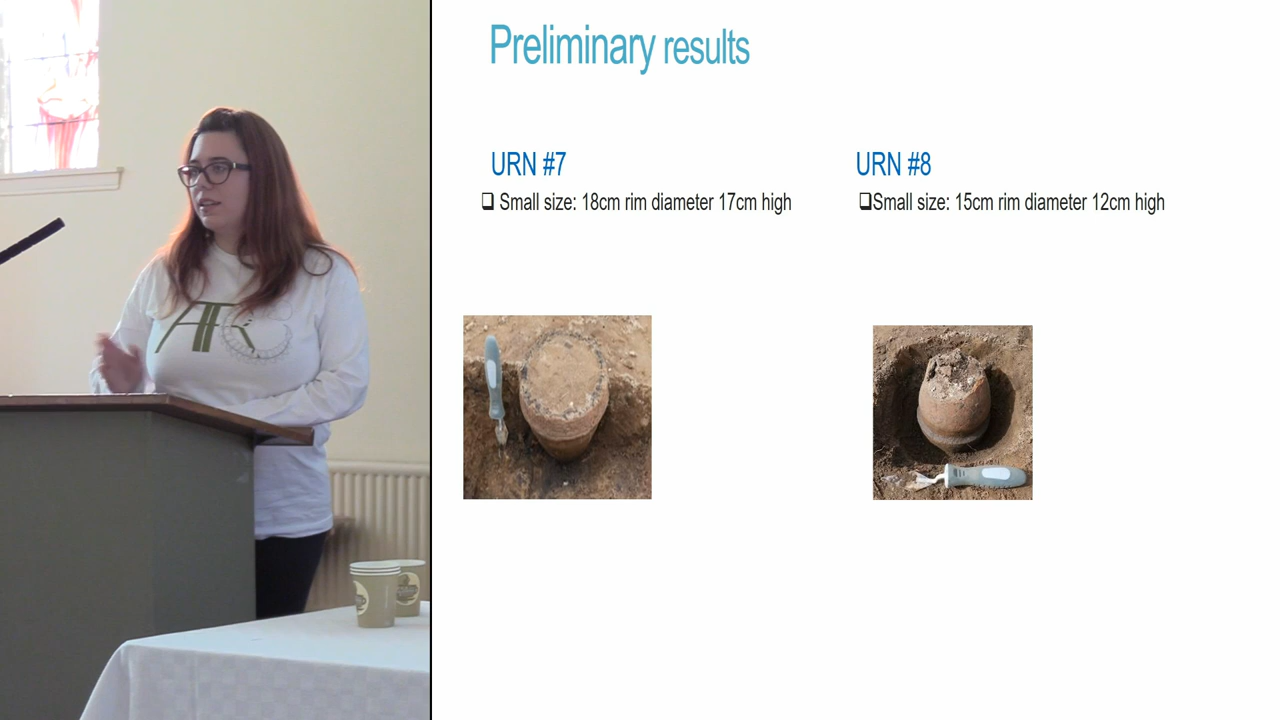 Preliminary results
URN #7
❑ Small size: 18cm rim diameter 17cm high
URN #8
❑Small size: 15cm rim diameter 12cm high